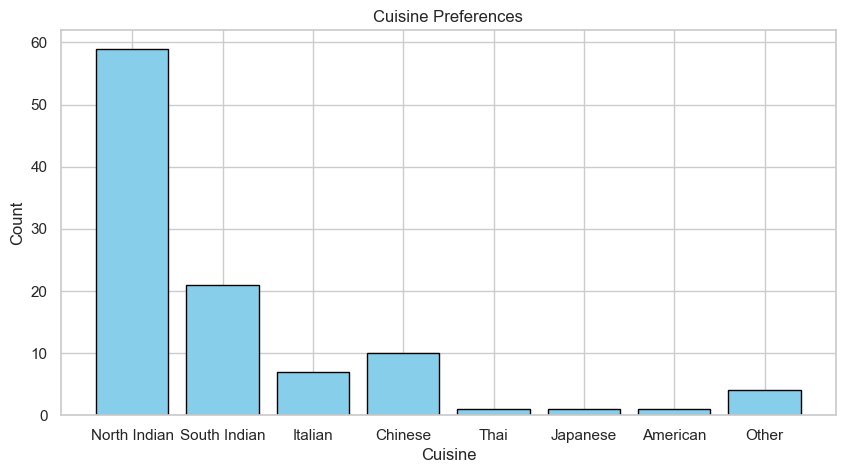 Cuisine Preferences
60
50
40
30
20
10
0
Count
North Indian South Indian Italian Chinese Thai Japanese American Other
Cuisine